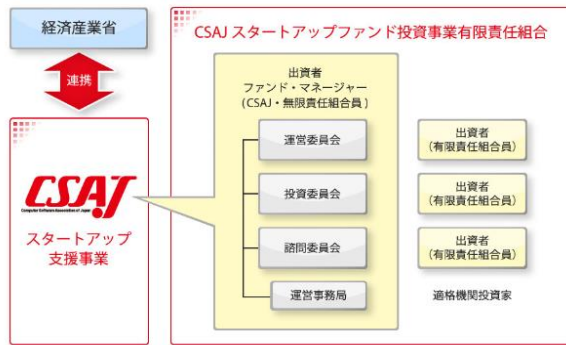 経済産業省
連携
CSAJ
Computer Software Association of Japan
スタートアップ
支援事業
CSAJ スタートアップファンド投資事業有限責任組合
出資者
ファンド・マネージャー
(CSAJ・無限責任組合員)
運営委員会
投資委員会
諮問委員会
運営事務局
出資者
(有限責任組合員)
出資者
(有限責任組合員)
出資者
(有限責任組合員)
適格機関投資家